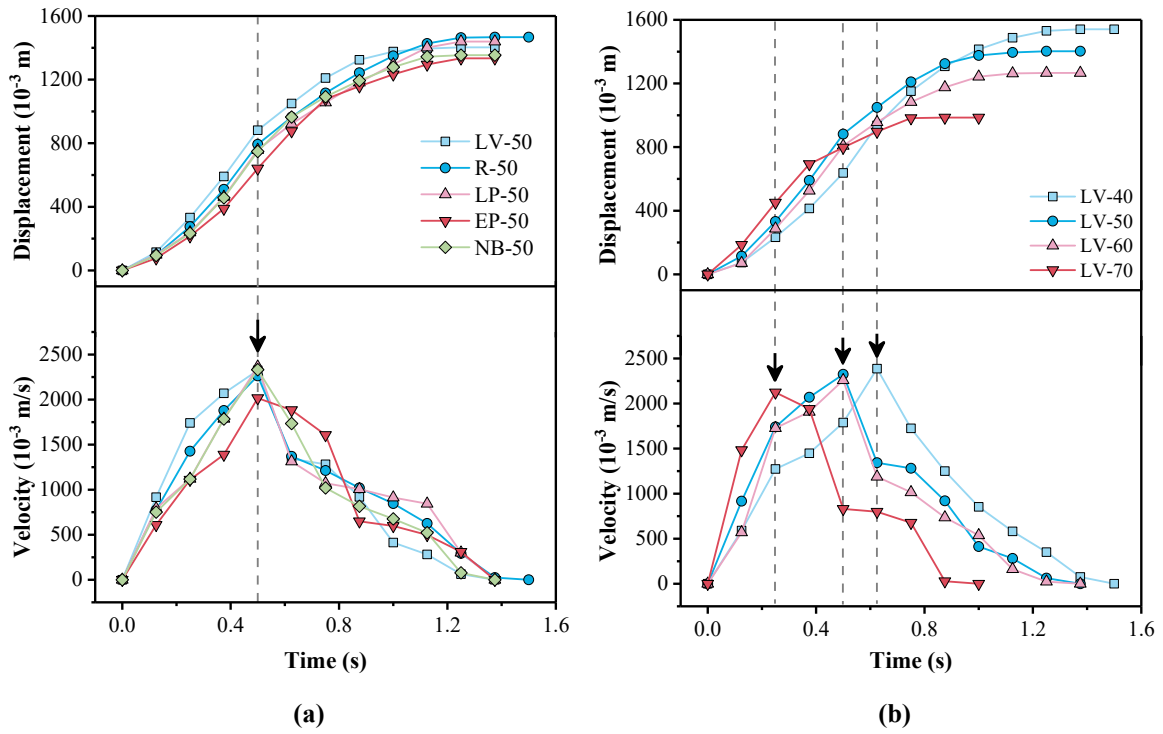 Displacement (10⁻³ m)
1600
1200
800
400
0
LV-50
R-50
LP-50
EP-50
NB-50
Velocity (10⁻³ m/s)
2500
2000
1500
1000
500
0
0.0 0.4 0.8 1.2 1.6
Time (s)
(a)
Displacement (10⁻³ m)
1600
1200
800
400
0
LV-40
LV-50
LV-60
LV-70
Velocity (10⁻³ m/s)
2500
2000
1500
1000
500
0
0.0 0.4 0.8 1.2 1.6
Time (s)
(b)